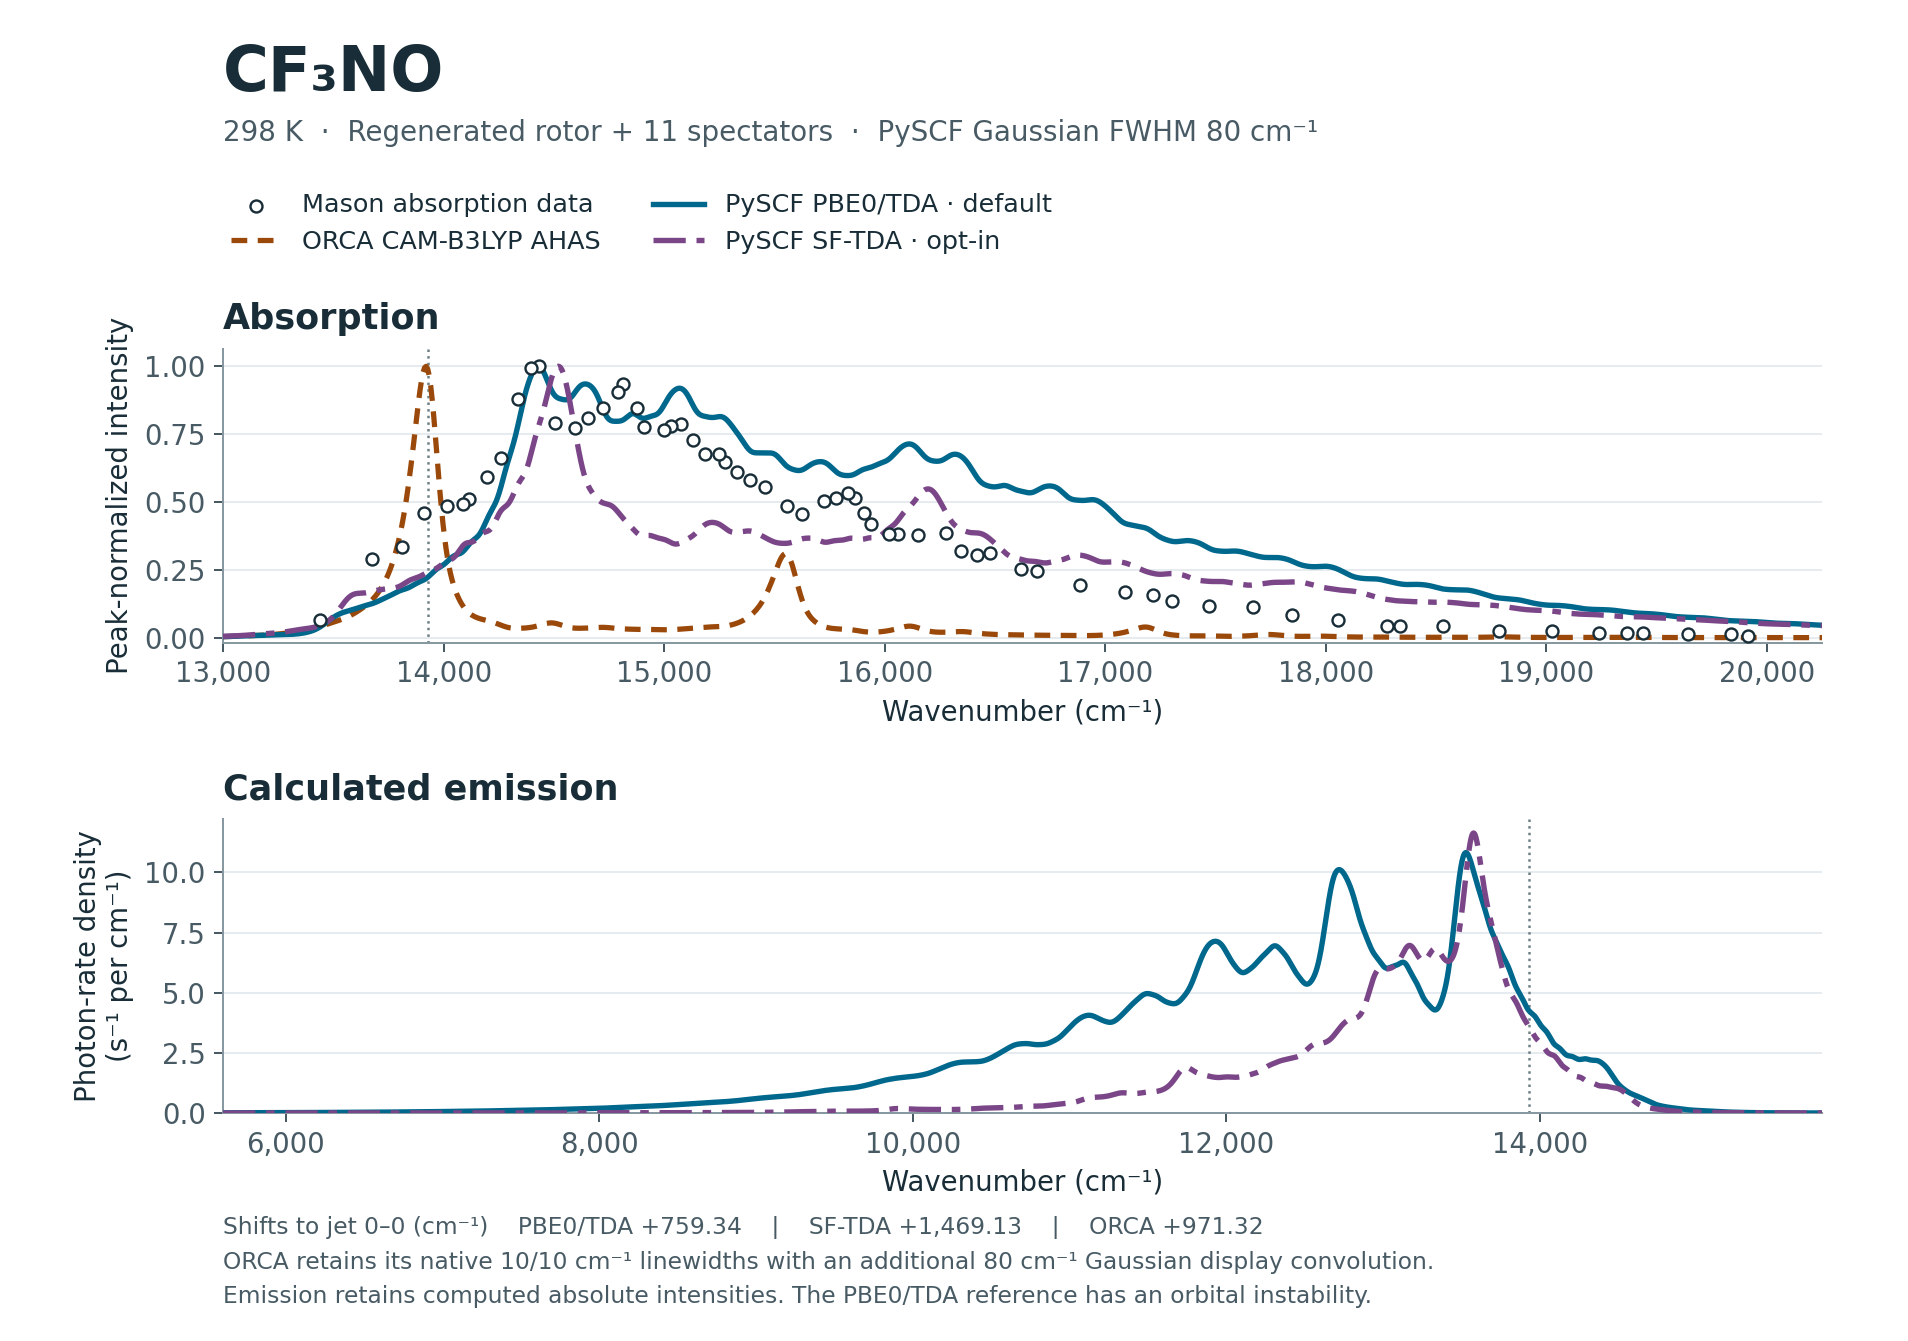 CF₃NO
298 K · Regenerated rotor + 11 spectators · PySCF Gaussian FWHM 80 cm⁻¹
Mason absorption data
PySCF PBE0/TDA · default
ORCA CAM-B3LYP AHAS
PySCF SF-TDA · opt-in
Absorption
Peak-normalized intensity
1.00
0.75
0.50
0.25
0.00
13,000 14,000 15,000 16,000 17,000 18,000 19,000 20,000
Wavenumber (cm⁻¹)
Calculated emission
Photon-rate density
(s⁻¹ per cm⁻¹)
10.0
7.5
5.0
2.5
0.0
6,000 8,000 10,000 12,000 14,000
Wavenumber (cm⁻¹)
Shifts to jet 0–0 (cm⁻¹) PBE0/TDA +759.34 | SF-TDA +1,469.13 | ORCA +971.32
ORCA retains its native 10/10 cm⁻¹ linewidths with an additional 80 cm⁻¹ Gaussian display convolution.
Emission retains computed absolute intensities. The PBE0/TDA reference has an orbital instability.